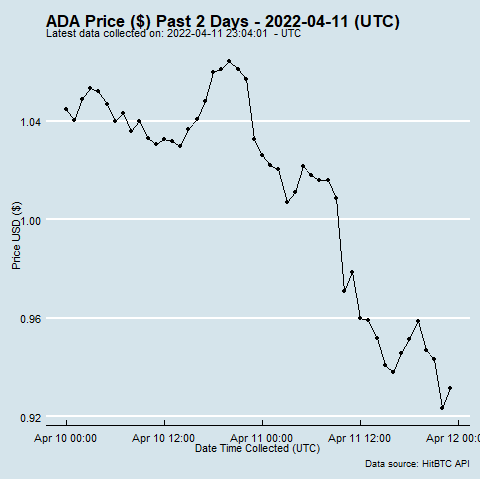 ADA Price ($) Past 2 Days - 2022-04-11 (UTC)
Latest data collected on: 2022-04-11 23:04:01 - UTC
1.04
1.00
0.96
0.92
Price USD ($)
Apr 10 00:00
Apr 10 12:00
Apr 11 00:00
Apr 11 12:00
Apr 12 00:0
Date Time Collected (UTC)
Data source: HitBTC API